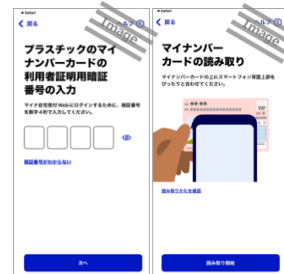 ◀ Safari
戻る
ヘルプ
Image
プラスチックのマイ
ナンバーカードの
利用者証明用暗証
番号の入力
マイナ在宅受付Webにログインするために、暗証番号
を数字4桁で入力してください。
暗証番号がわからない
次へ
◀ Safari
戻る
ヘルプ
Image
マイナンバー
カードの読み取り
マイナンバーカードの上にスマートフォン背面上部を
ぴったりと合わせてください。
読み取りかたを確認
読み取り開始